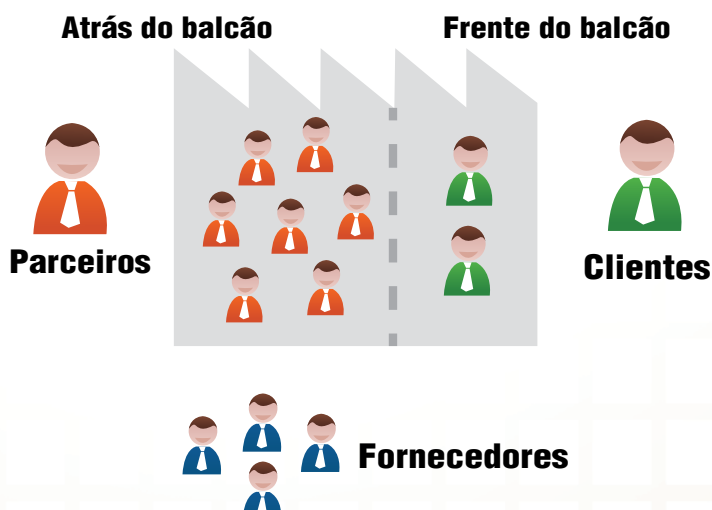 Atrás do balcão
Frente do balcão
Parceiros
Clientes
Fornecedores